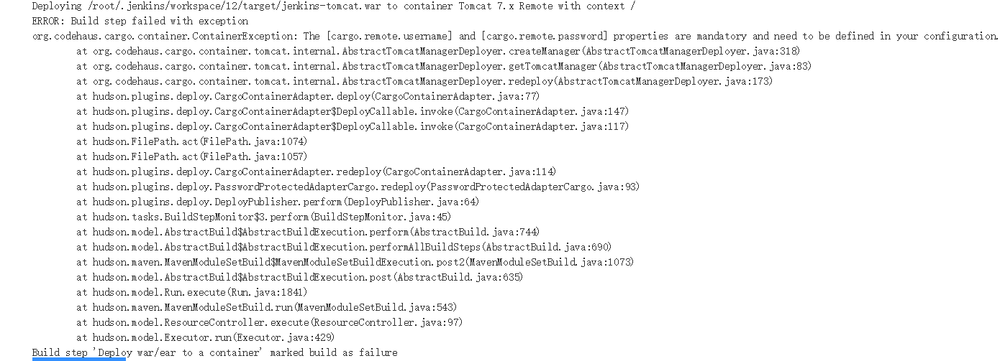 Deploying /root/.jenkins/workspace/12/target/jenkins-tomcat.war to container Tomcat 7.x Remote with context /
ERROR: Build step failed with exception
org.codehaus.cargo.container.ContainerException: The [cargo.remote.username] and [cargo.remote.password] properties are mandatory and need to be defined in your configuration.
at org.codehaus.cargo.container.tomcat.internal.AbstractTomcatManagerDeployer.createManager(AbstractTomcatManagerDeployer.java:318)
at org.codehaus.cargo.container.tomcat.internal.AbstractTomcatManagerDeployer.getTomcatManager(AbstractTomcatManagerDeployer.java:83)
at org.codehaus.cargo.container.tomcat.internal.AbstractTomcatManagerDeployer.redeploy(AbstractTomcatManagerDeployer.java:173)
at hudson.plugins.deploy.CargoContainerAdapter.deploy(CargoContainerAdapter.java:77)
at hudson.plugins.deploy.CargoContainerAdapter$DeployCallable.invoke(CargoContainerAdapter.java:147)
at hudson.plugins.deploy.CargoContainerAdapter$DeployCallable.invoke(CargoContainerAdapter.java:117)
at hudson.FilePath.act(FilePath.java:1074)
at hudson.FilePath.act(FilePath.java:1057)
at hudson.plugins.deploy.CargoContainerAdapter.redeploy(CargoContainerAdapter.java:114)
at hudson.plugins.deploy.PasswordProtectedAdapterCargo.redeploy(PasswordProtectedAdapterCargo.java:93)
at hudson.plugins.deploy.DeployPublisher.perform(DeployPublisher.java:64)
at hudson.tasks.BuildStepMonitor$3.perform(BuildStepMonitor.java:45)
at hudson.model.AbstractBuild$AbstractBuildExecution.perform(AbstractBuild.java:744)
at hudson.model.AbstractBuild$AbstractBuildExecution.performAllBuildSteps(AbstractBuild.java:690)
at hudson.maven.MavenModuleSetBuild$MavenModuleSetBuildExecution.post2(MavenModuleSetBuild.java:1073)
at hudson.model.AbstractBuild$AbstractBuildExecution.post(AbstractBuild.java:635)
at hudson.model.Run.execute(Run.java:1841)
at hudson.maven.MavenModuleSetBuild.run(MavenModuleSetBuild.java:543)
at hudson.model.ResourceController.execute(ResourceController.java:97)
at hudson.model.Executor.run(Executor.java:429)
Build step 'Deploy war/ear to a container' marked build as failure